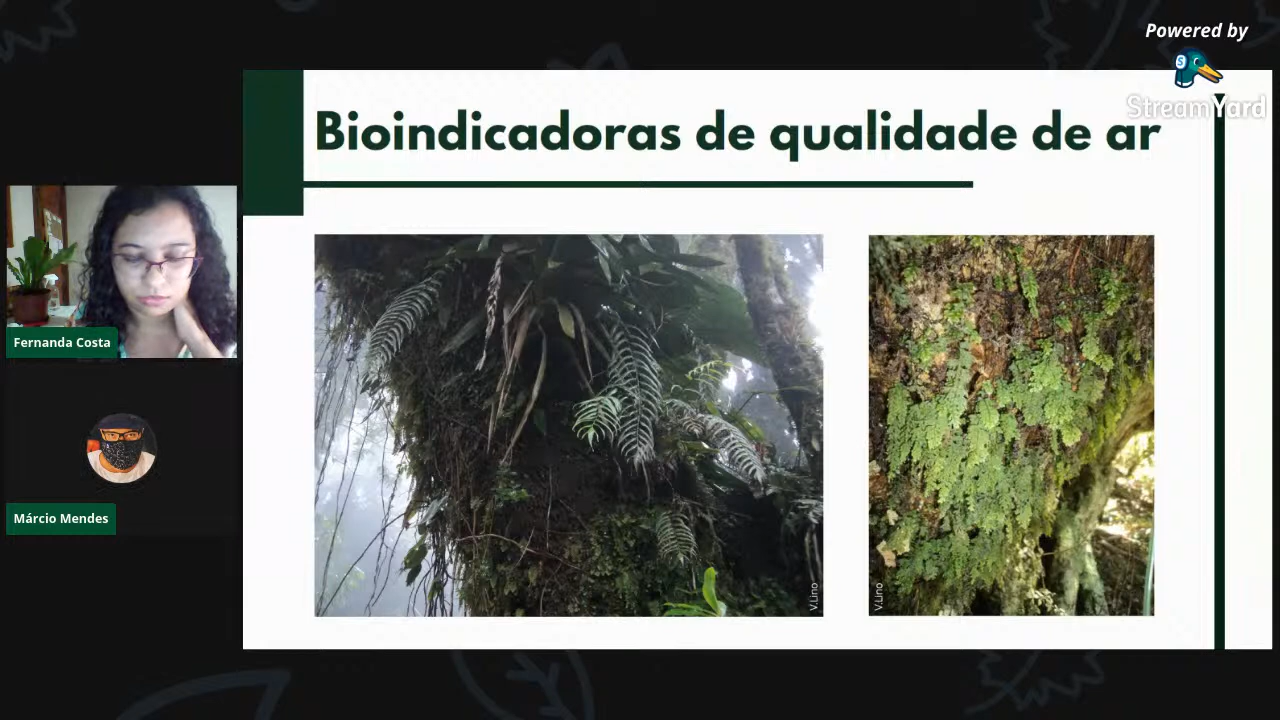 Powered by
StreamYard
Bioindicadoras de qualidade de ar
Fernanda Costa
Márcio Mendes
V.Lino
V.Lino